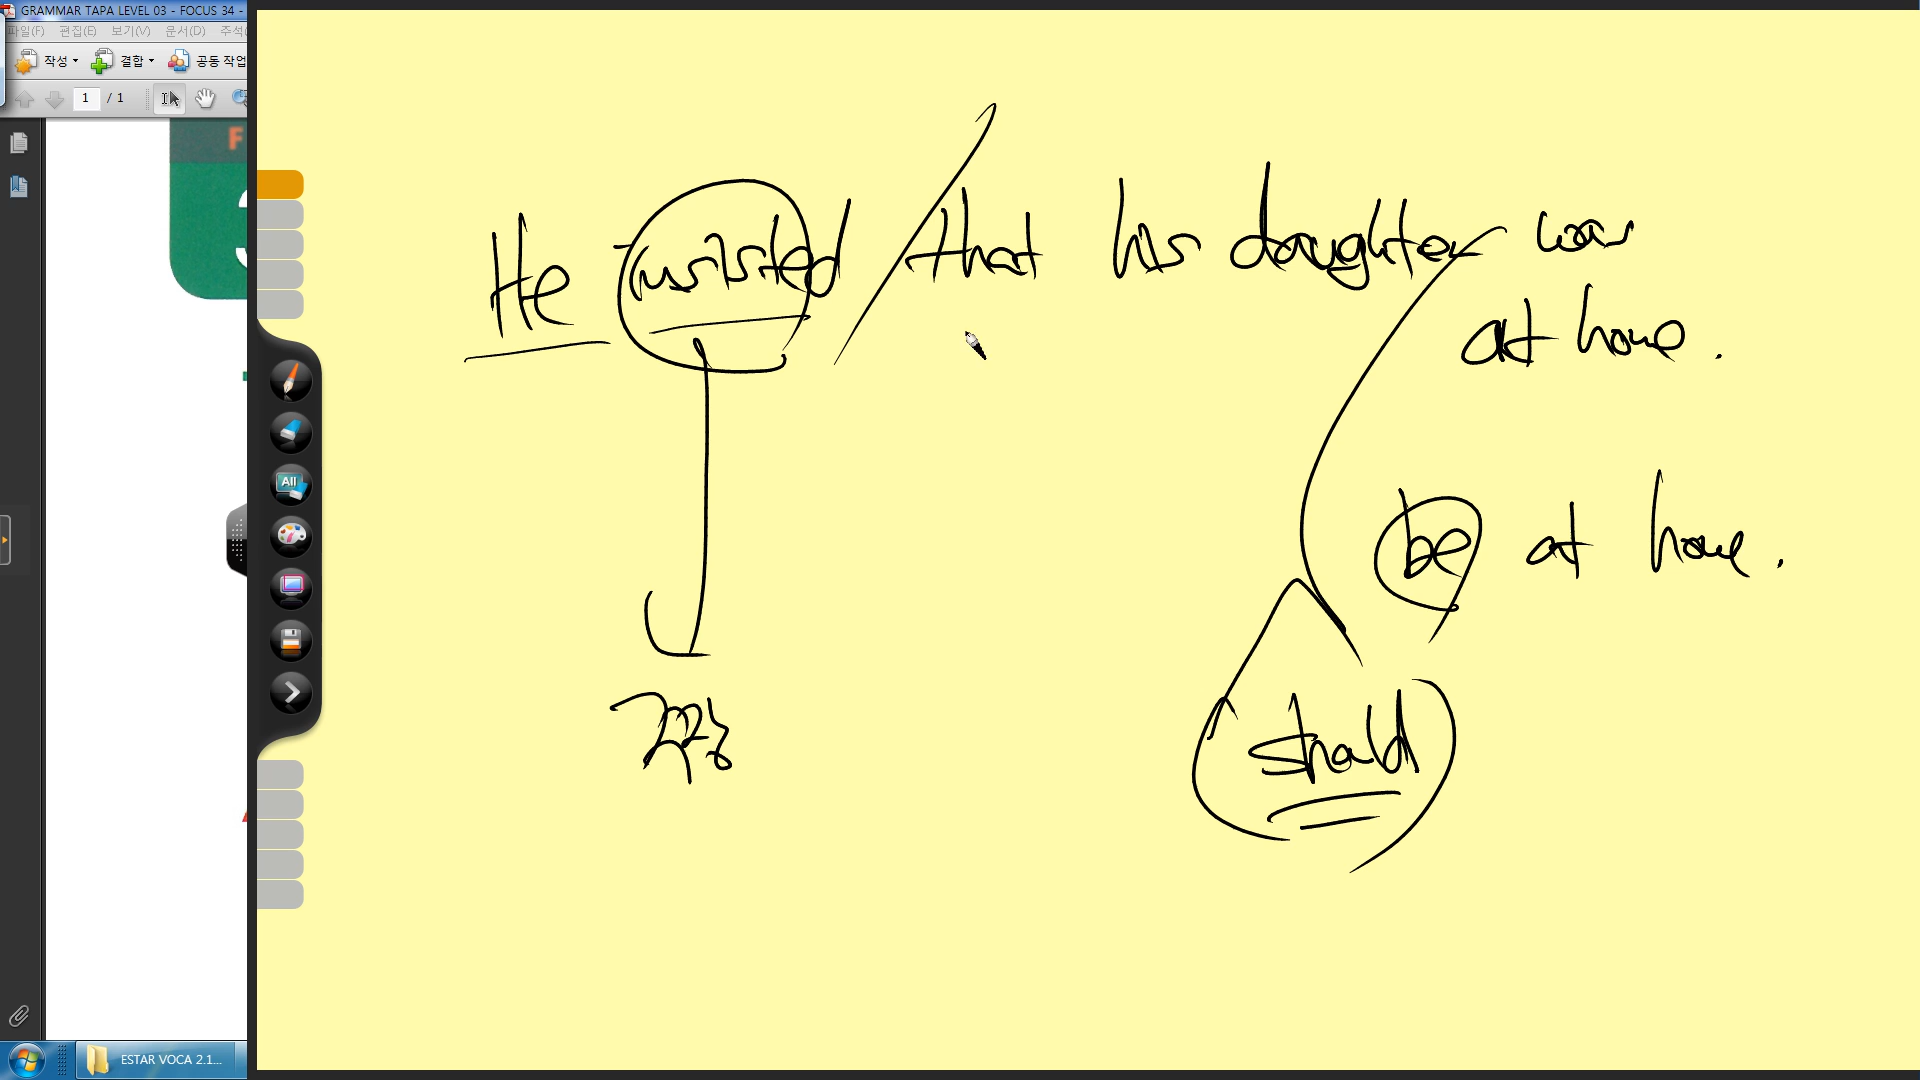 GRAMMAR TAPA LEVEL 03 - FOCUS 34 -
파일(F) 편집(E) 보기(V) 문서(D) 주석(
작성 결합 공동 작업
1 / 1
F
3
He insisted that his daughter was
at home.
be at home.
should
All
ESTAR VOCA 2.1...